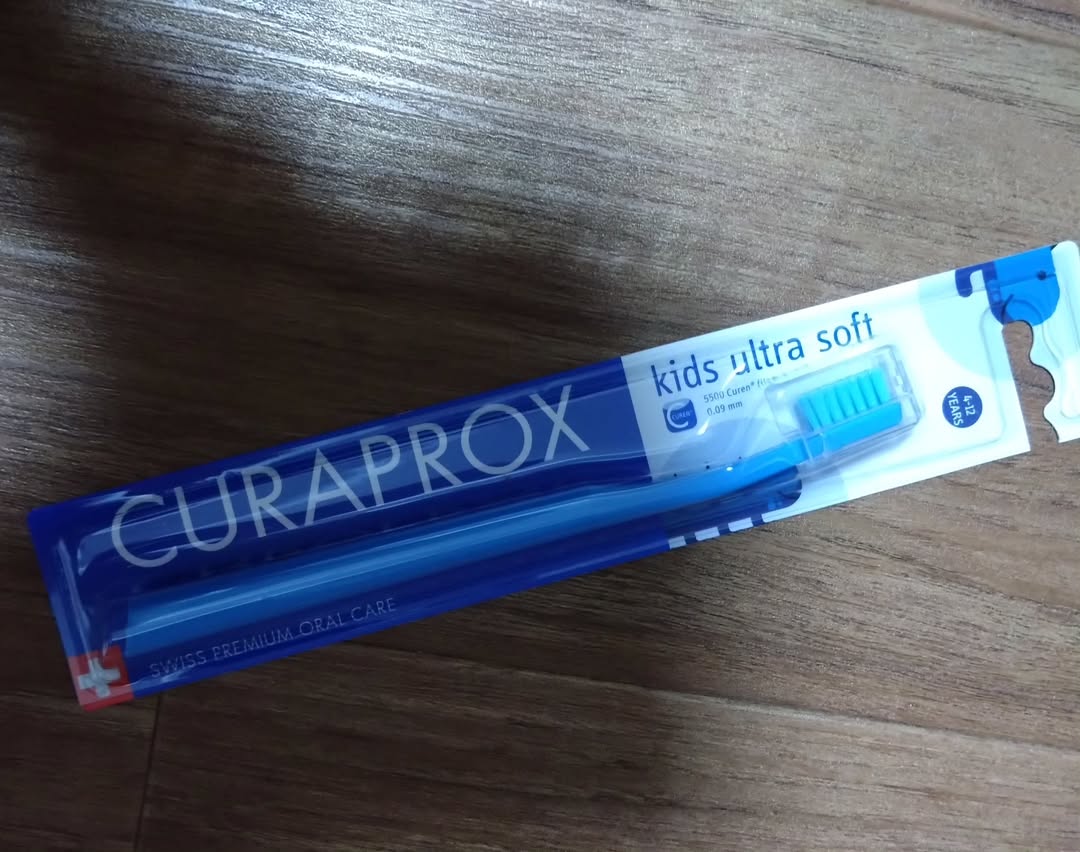 CURAPROX
SWISS PREMIUM ORAL CARE
kids ultra soft
5500 Curen®
0.09 mm
CUREN®
4-12
YEARS